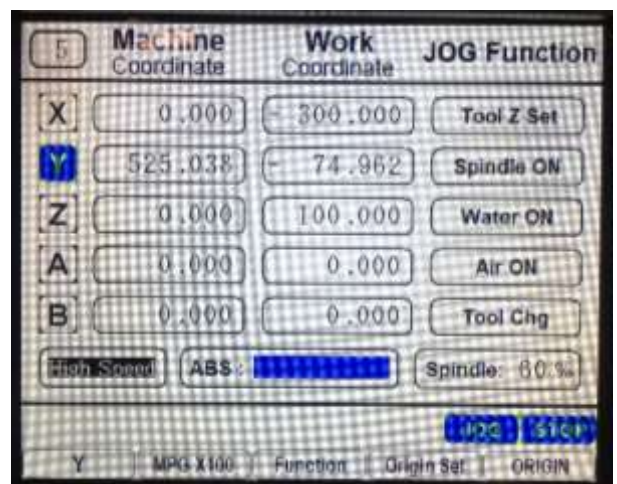 5 Machine Coordinate Work Coordinate JOG Function
X 0.000 - 300.000 Tool Z Set
Y 525.038 - 74.962 Spindle ON
Z 0.000 100.000 Water ON
A 0.000 0.000 Air ON
B 0.000 0.000 Tool Chg
High Speed ABS: Spindle: 60.%
JOG STOP
Y MPG X100 Function Origin Set ORIGIN